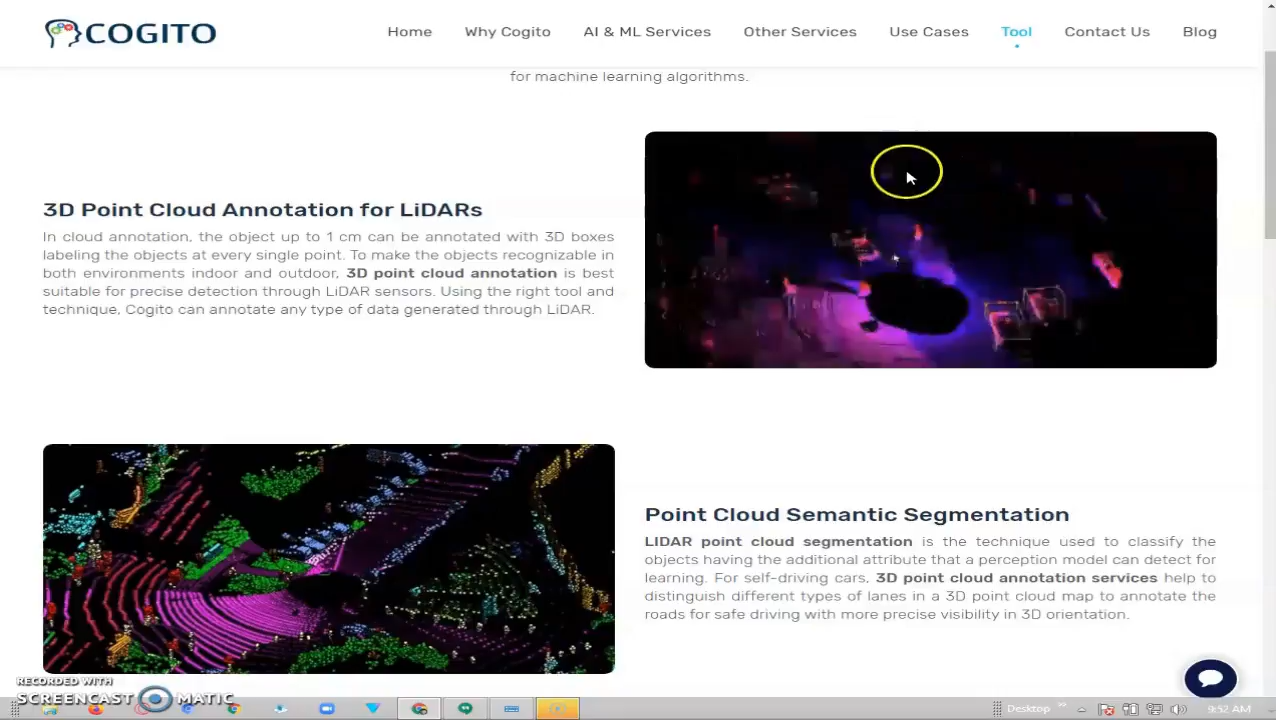 COGITO
Home Why Cogito AI & ML Services Other Services Use Cases Tool Contact Us Blog
for machine learning algorithms.
3D Point Cloud Annotation for LiDARs
In cloud annotation, the object up to 1 cm can be annotated with 3D boxes
labeling the objects at every single point. To make the objects recognizable in
both environments indoor and outdoor, 3D point cloud annotation is best
suitable for precise detection through LiDAR sensors. Using the right tool and
technique, Cogito can annotate any type of data generated through LiDAR.
Point Cloud Semantic Segmentation
LIDAR point cloud segmentation is the technique used to classify the
objects having the additional attribute that a perception model can detect for
learning. For self-driving cars, 3D point cloud annotation services help to
distinguish different types of lanes in a 3D point cloud map to annotate the
roads for safe driving with more precise visibility in 3D orientation.
RECORDED WITH
SCREENCAST MATIC
Desktop
9:52 AM